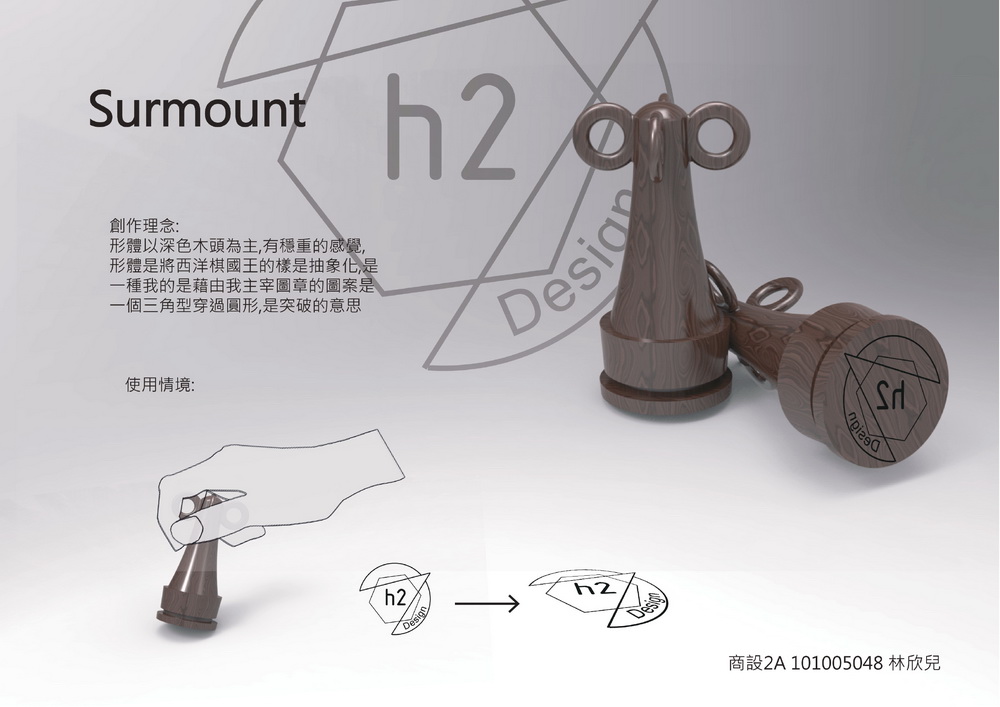 h2
Surmount
Design
創作理念:
形體以深色木頭為主,有穩重的感覺,
形體是將西洋棋國王的樣是抽象化,是
一種我的是藉由我主宰圖章的圖案是
一個三角型穿過圓形,是突破的意思
使用情境:
h2
Design
h2
Design
h2
Design
商設2A 101005048 林欣兒